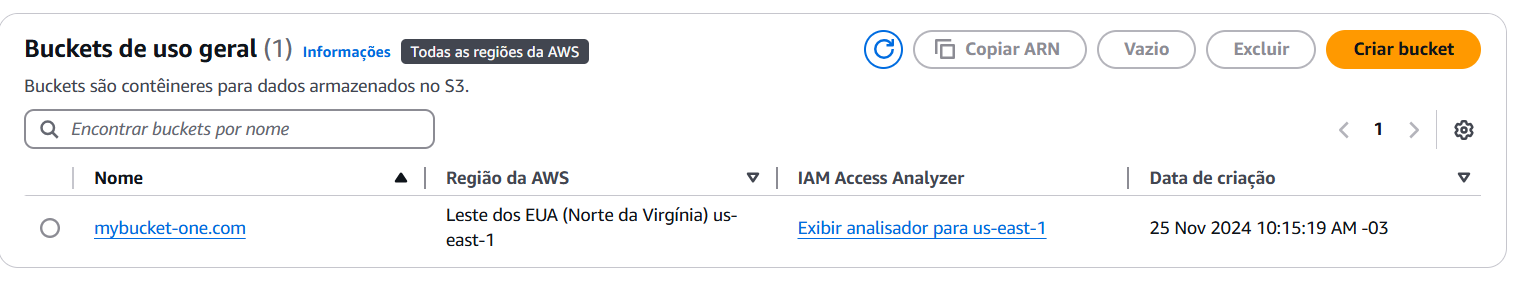 Buckets de uso geral (1) Informações Todas as regiões da AWS Copiar ARN Vazio Excluir Criar bucket
Buckets são contêineres para dados armazenados no S3.
Encontrar buckets por nome 1
Nome Região da AWS IAM Access Analyzer Data de criação
mybucket-one.com Leste dos EUA (Norte da Virgínia) us- Exibir analisador para us-east-1 25 Nov 2024 10:15:19 AM -03
east-1